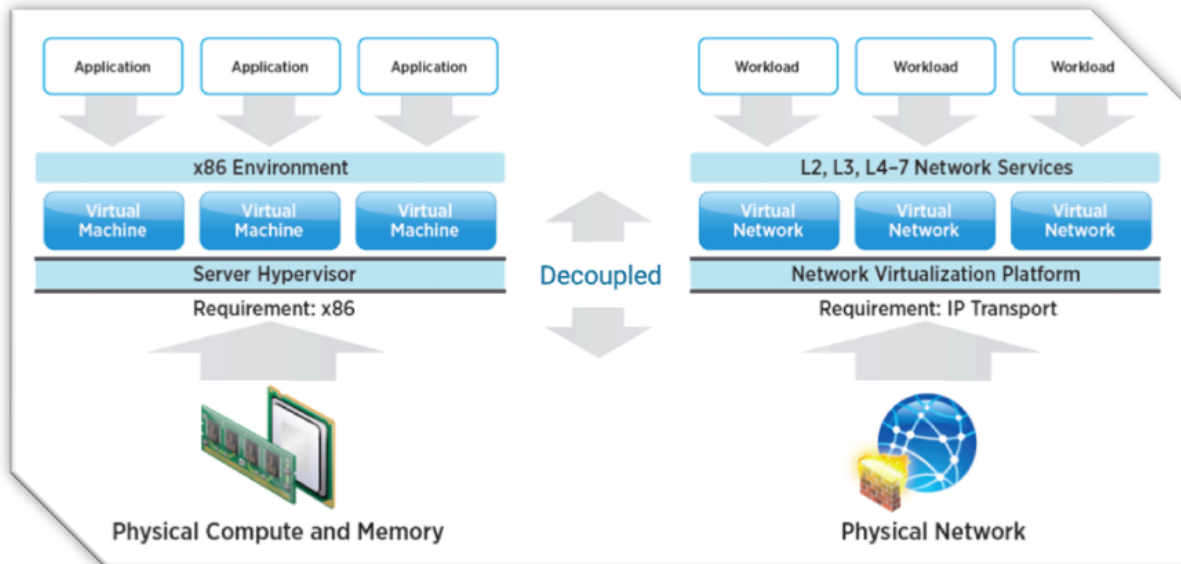 Application
Application
Application
x86 Environment
Virtual
Machine
Virtual
Machine
Virtual
Machine
Server Hypervisor
Requirement: x86
Physical Compute and Memory
Decoupled
Workload
Workload
Workload
L2, L3, L4–7 Network Services
Virtual
Network
Virtual
Network
Virtual
Network
Network Virtualization Platform
Requirement: IP Transport
Physical Network